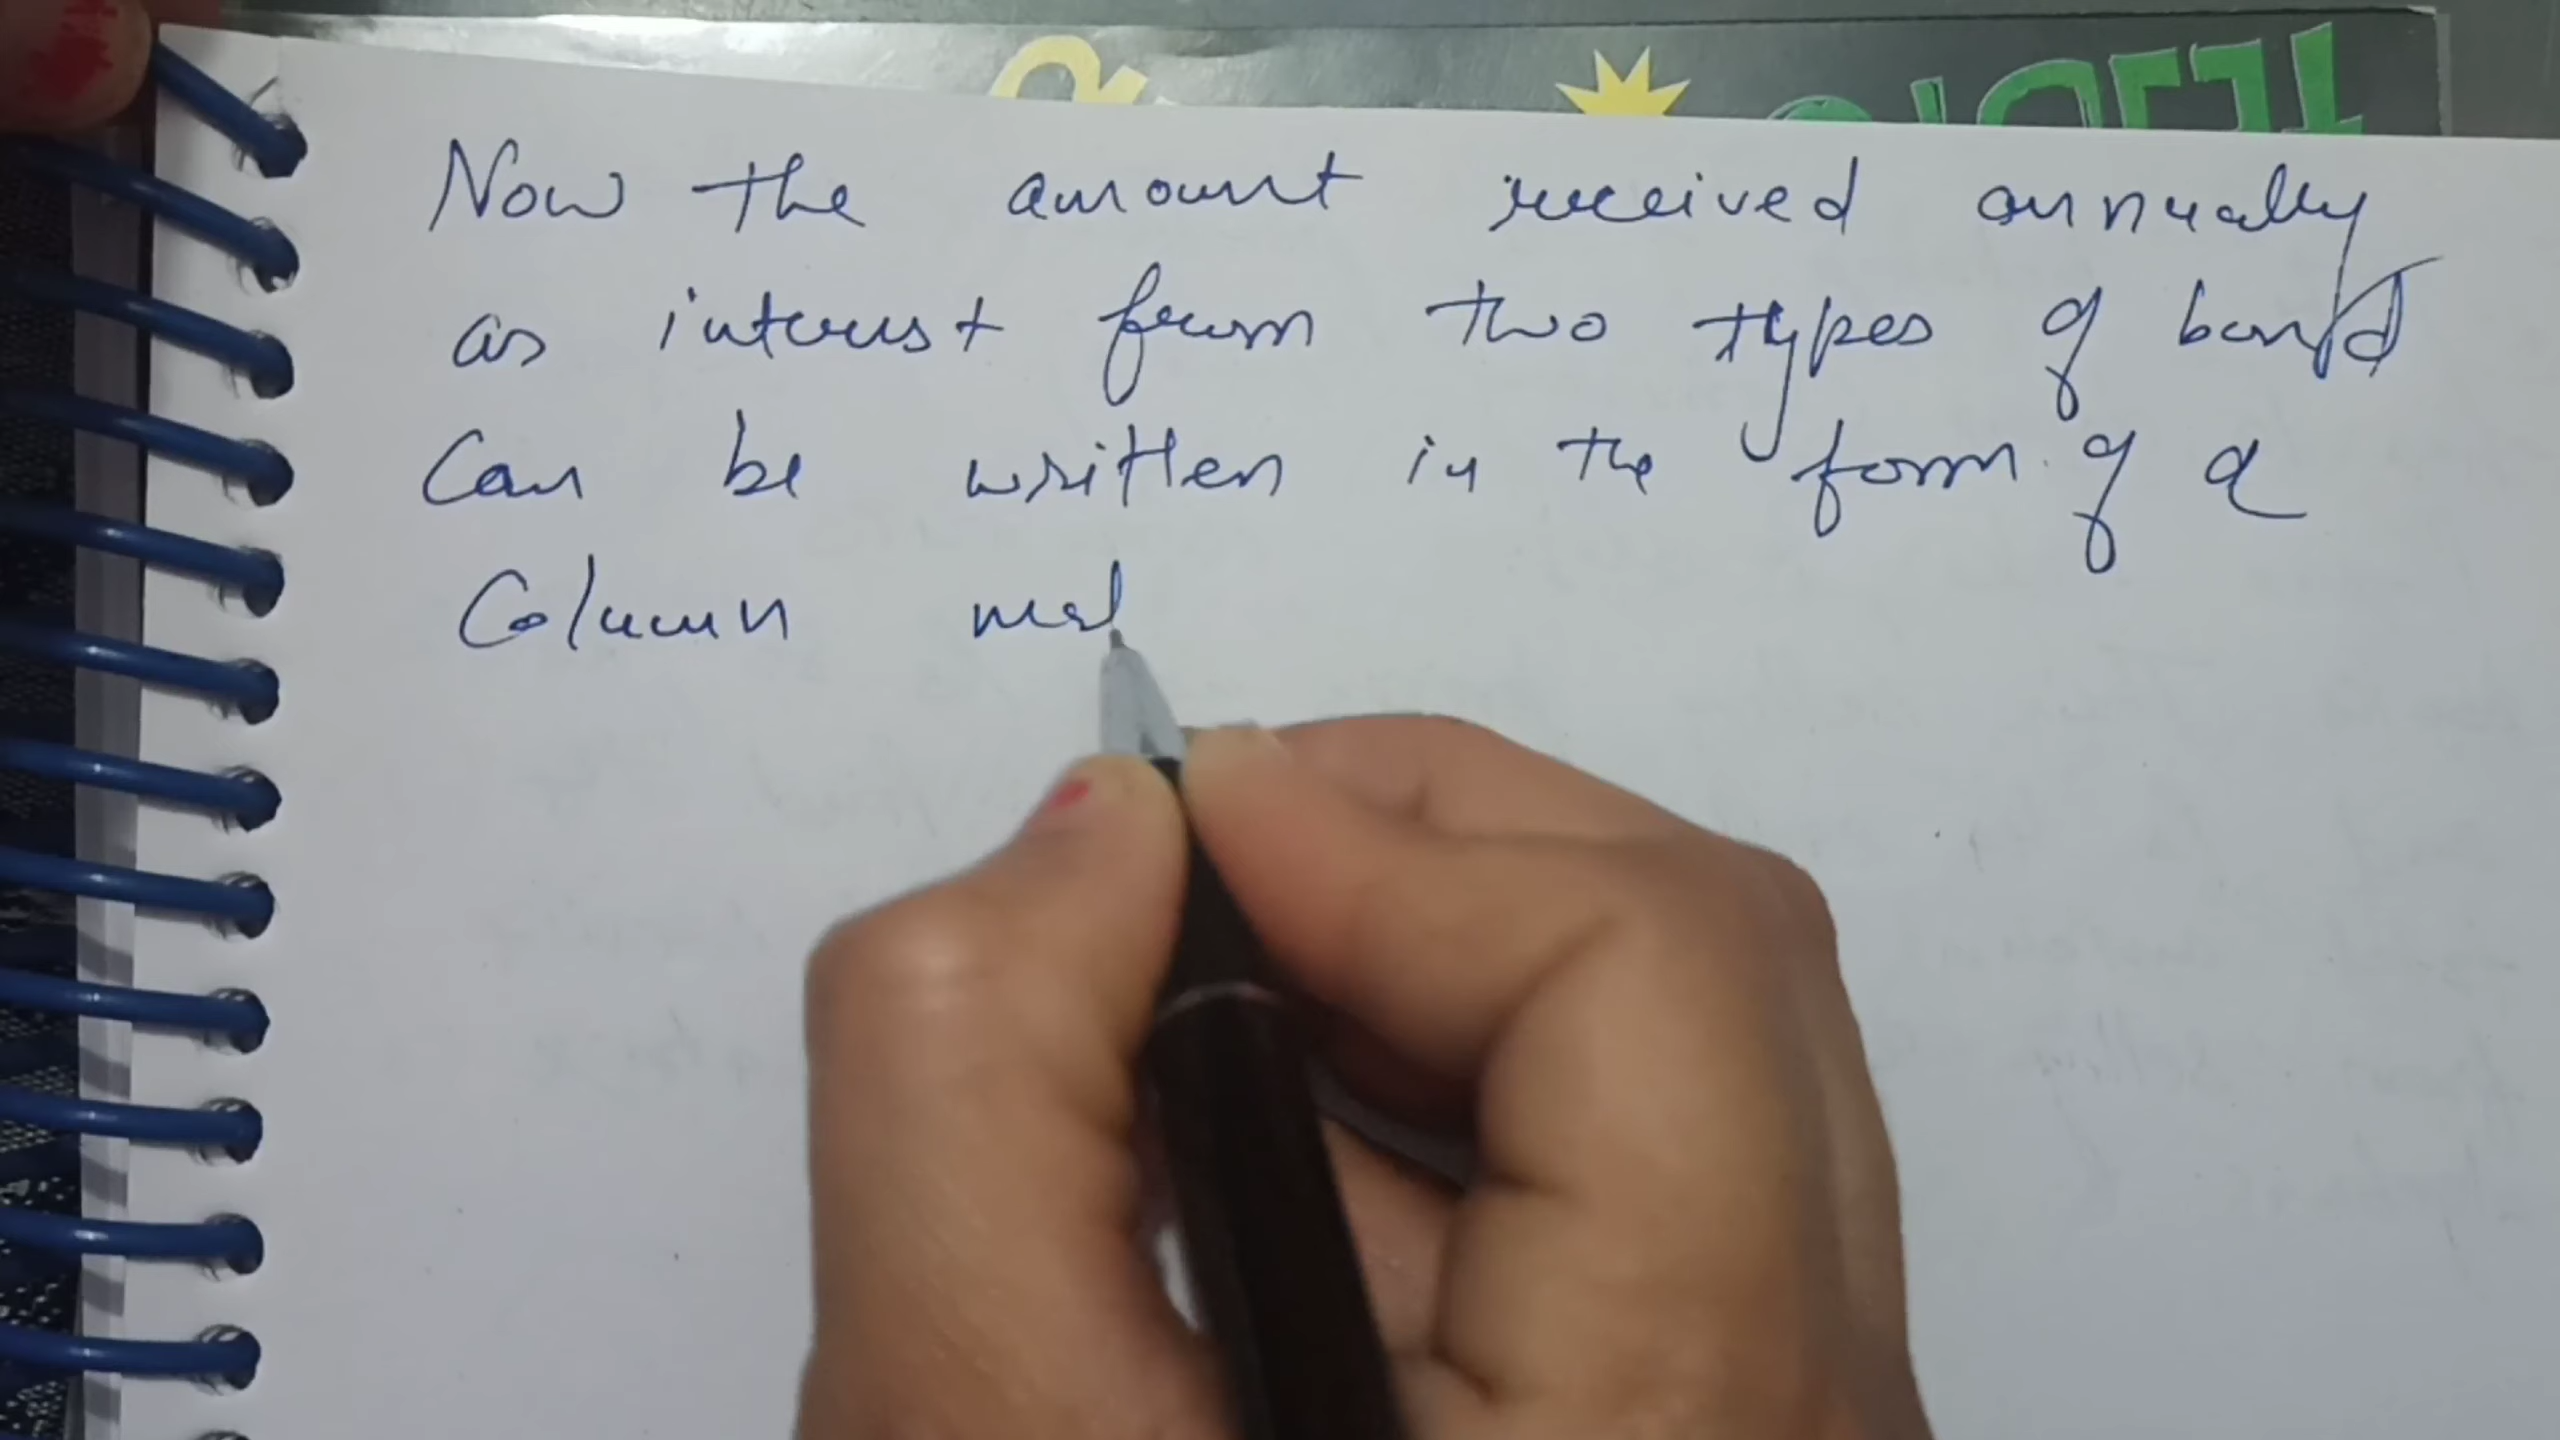 Now the amount received annually
as interest from two types of bond
Can be written in the form of a
Column mat